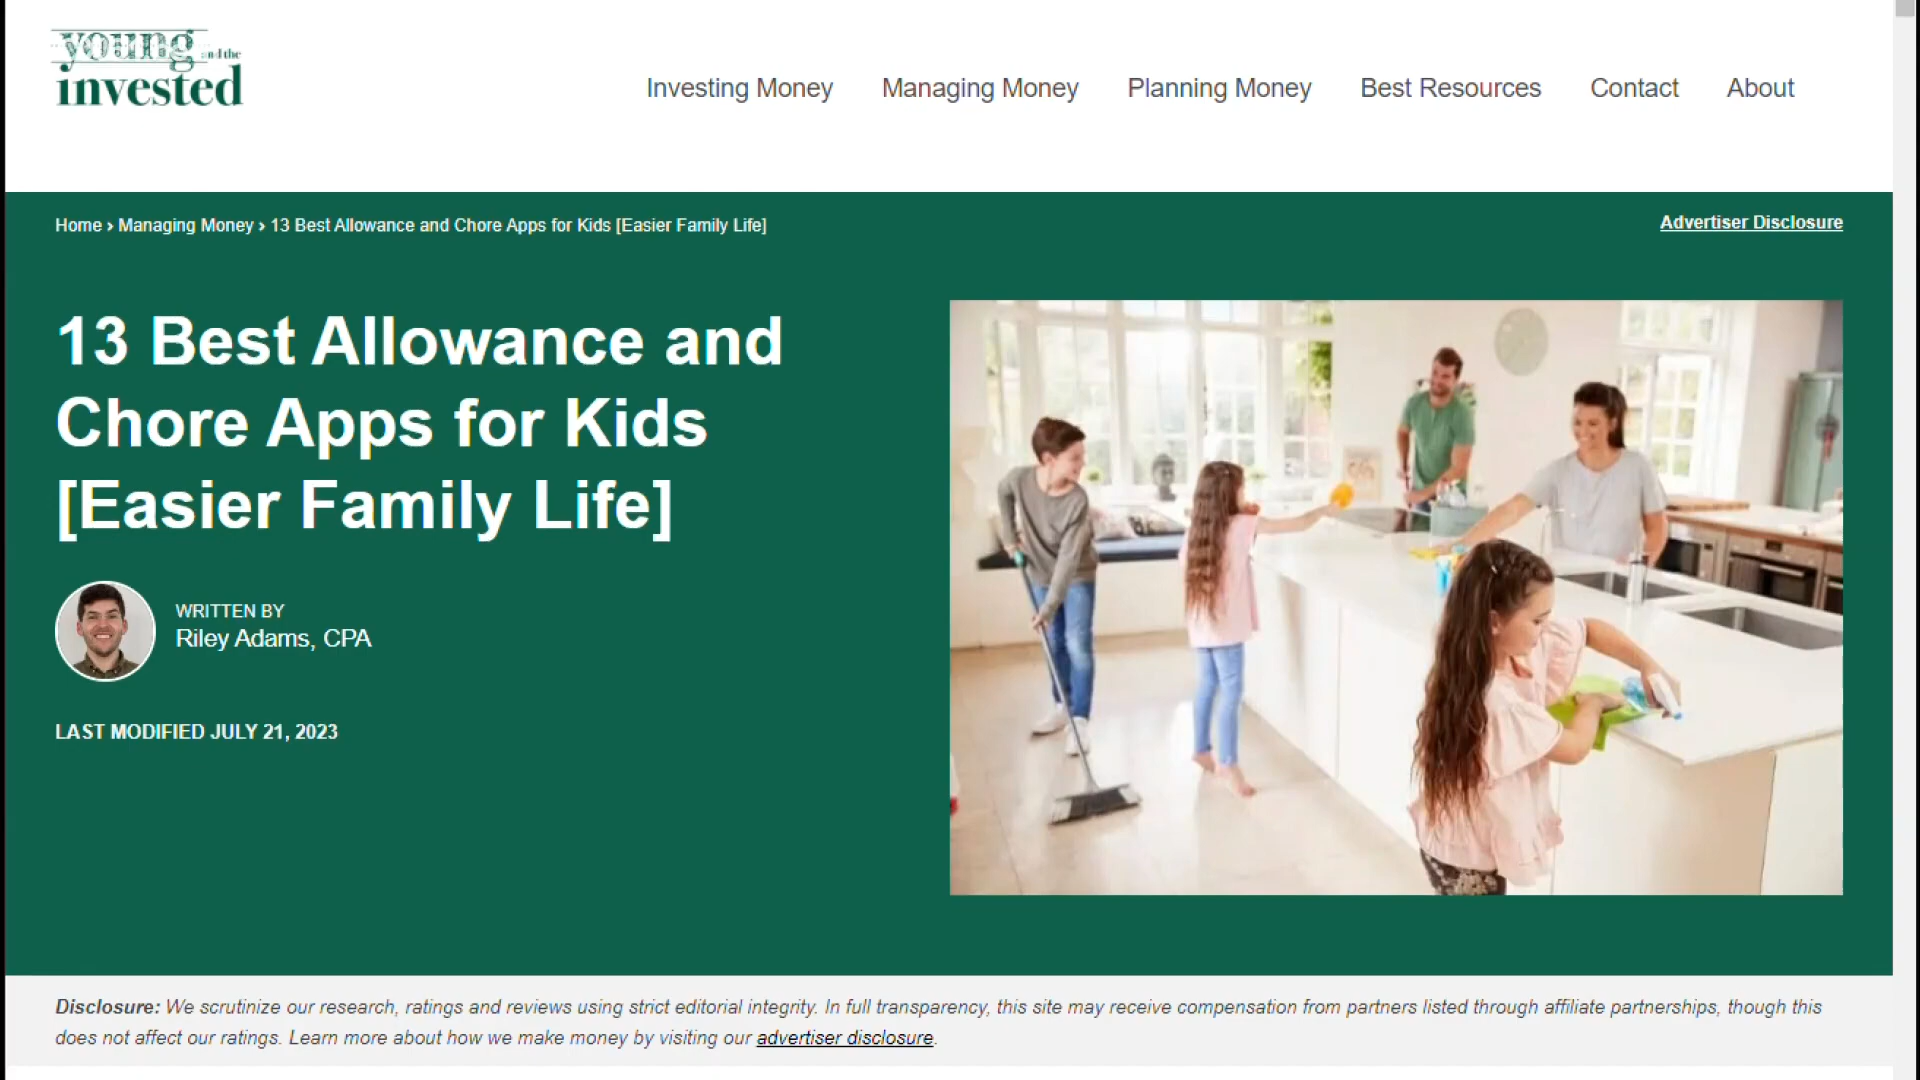 young and the
invested
Investing Money Managing Money Planning Money Best Resources Contact About
Home › Managing Money › 13 Best Allowance and Chore Apps for Kids [Easier Family Life]
Advertiser Disclosure
13 Best Allowance and
Chore Apps for Kids
[Easier Family Life]
WRITTEN BY
Riley Adams, CPA
LAST MODIFIED JULY 21, 2023
Disclosure: We scrutinize our research, ratings and reviews using strict editorial integrity. In full transparency, this site may receive compensation from partners listed through affiliate partnerships, though this
does not affect our ratings. Learn more about how we make money by visiting our advertiser disclosure.